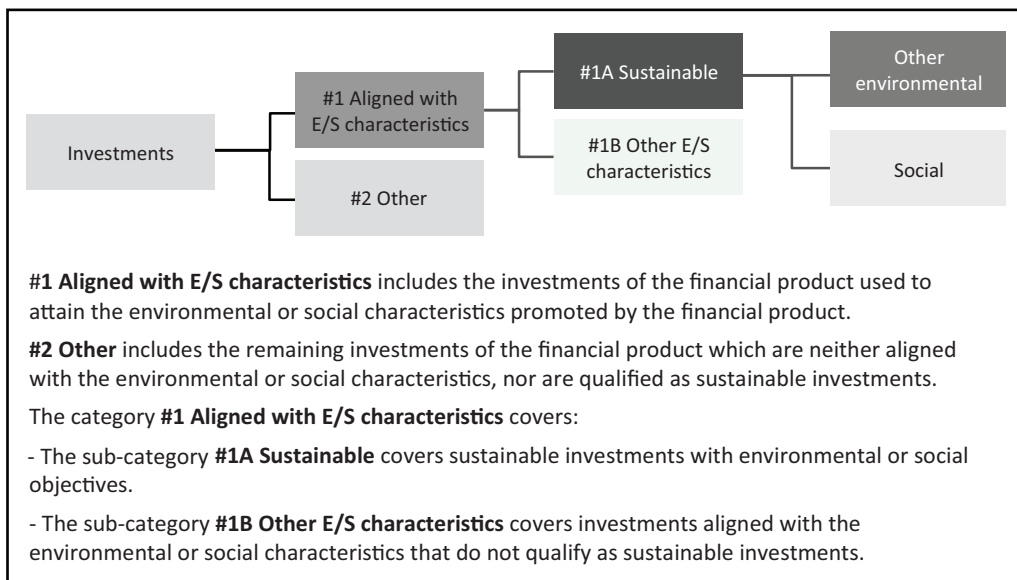 Investments
#1 Aligned with
E/S characteristics
#2 Other
#1A Sustainable
#1B Other E/S
characteristics
Other
environmental
Social
#1 Aligned with E/S characteristics includes the investments of the financial product used to
attain the environmental or social characteristics promoted by the financial product.
#2 Other includes the remaining investments of the financial product which are neither aligned
with the environmental or social characteristics, nor are qualified as sustainable investments.
The category #1 Aligned with E/S characteristics covers:
- The sub-category #1A Sustainable covers sustainable investments with environmental or social
objectives.
- The sub-category #1B Other E/S characteristics covers investments aligned with the
environmental or social characteristics that do not qualify as sustainable investments.